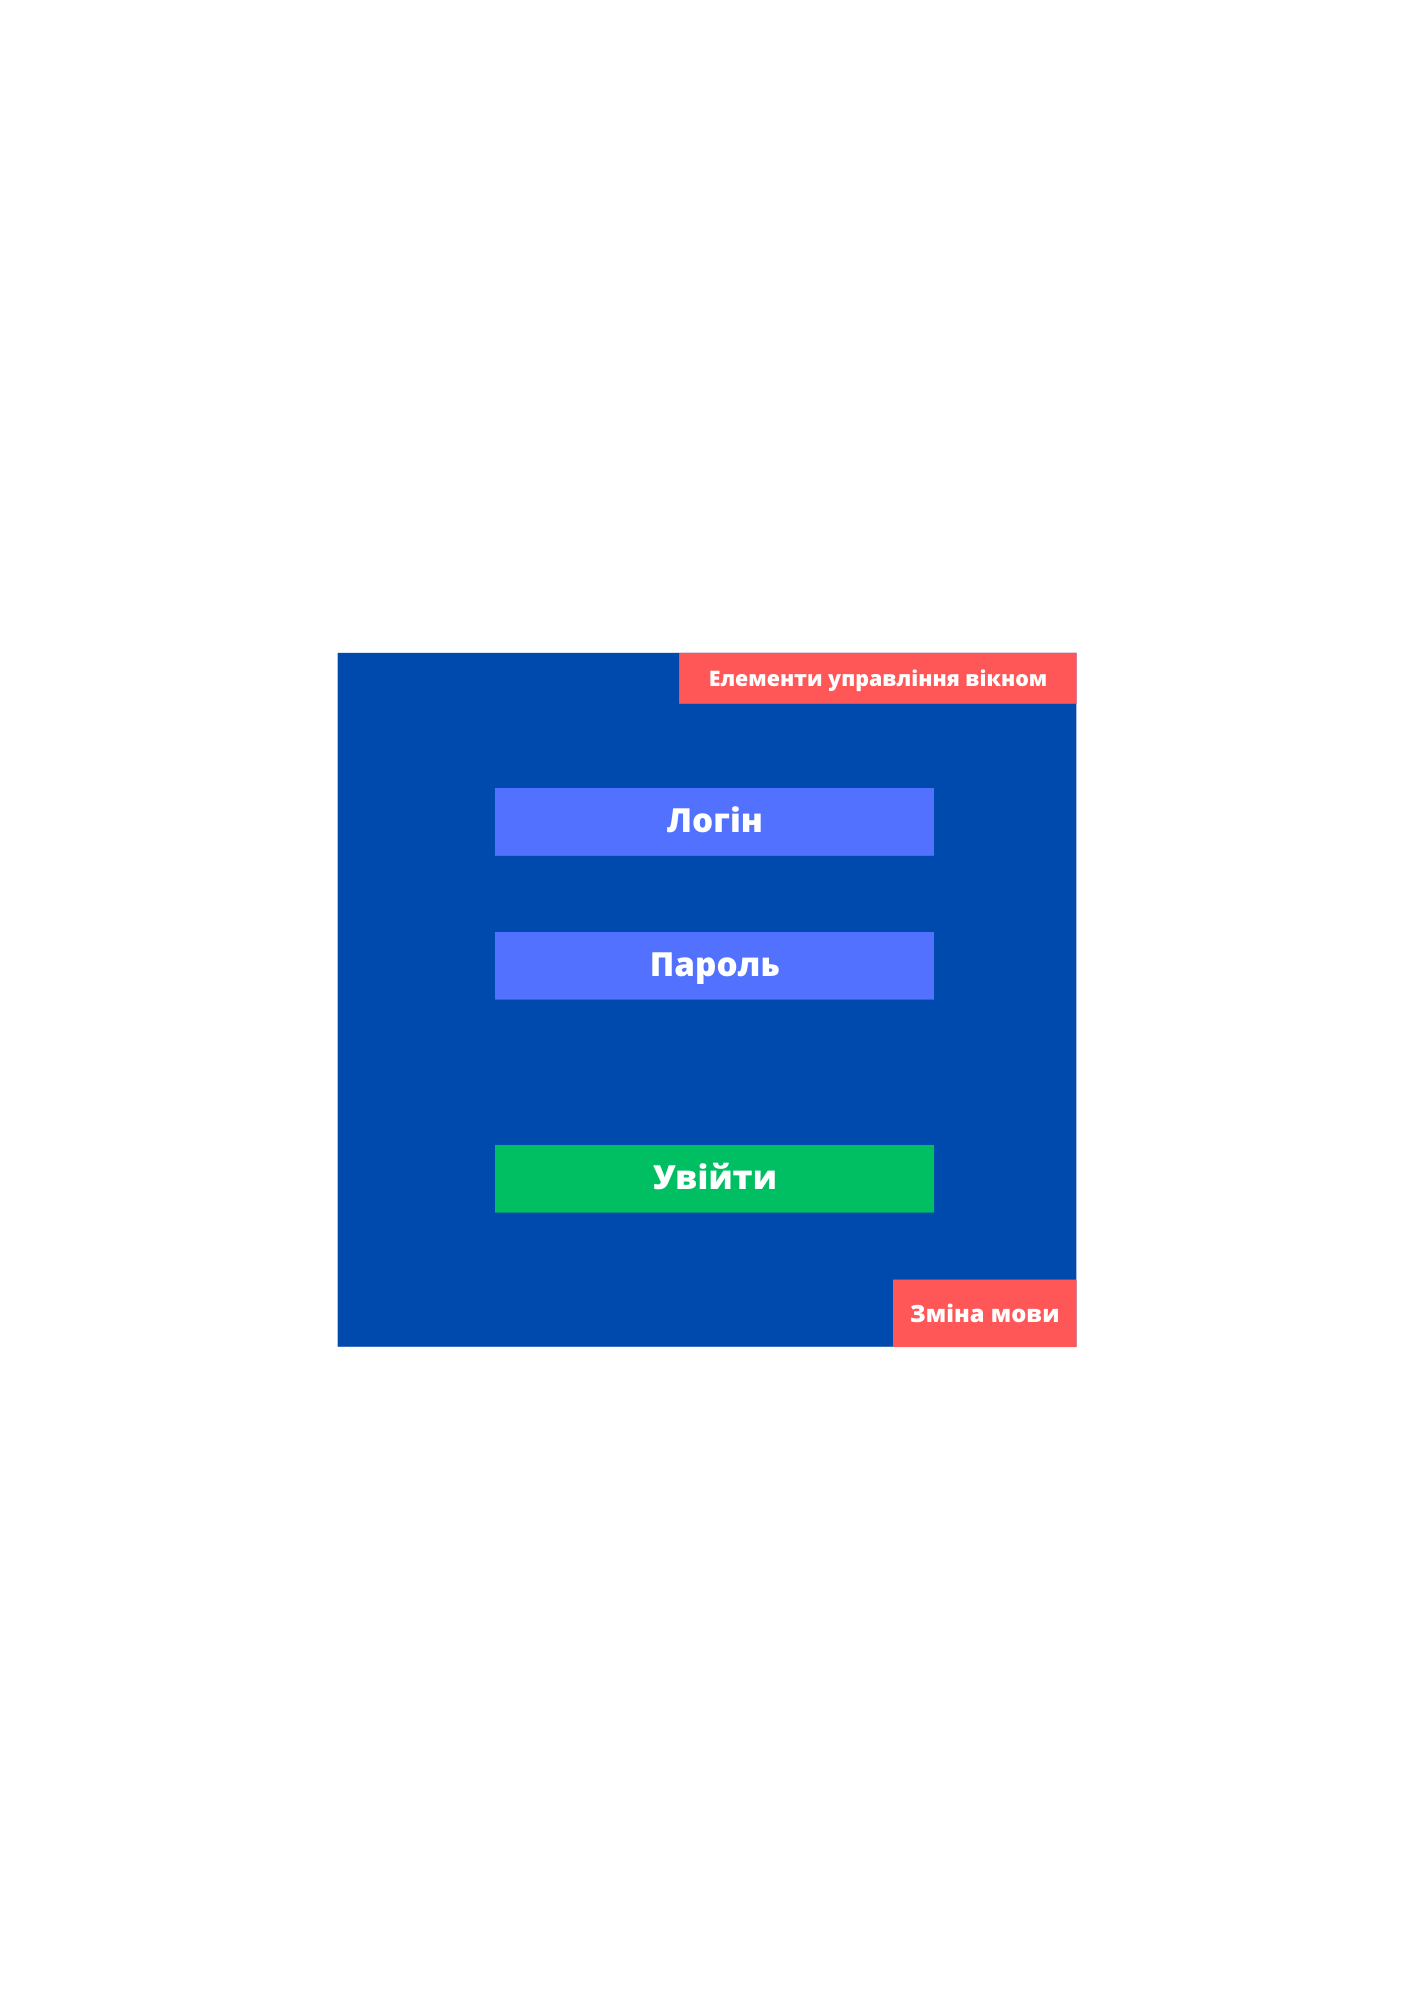 Елементи управління вікном
Логін
Пароль
Увійти
Зміна мови